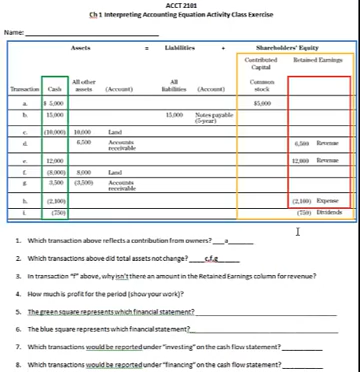 ACCT 2101
Ch 1 Interpreting Accounting Equation Activity Class Exercise
Name:
Assets = Liabilities + Shareholders' Equity
Contributed Capital Retained Earnings
Transaction Cash All other assets (Account) All liabilities (Account) Common stock
a. $ 5,000 $5,000
b. 15,000 15,000 Notes payable (5-year)
c. (10,000) 10,000 Land
d. 6,500 Accounts receivable 6,500 Revenue
e. 12,000 12,000 Revenue
f. (8,000) 8,000 Land
g. 3,500 (3,500) Accounts receivable
h. (2,100) (2,100) Expense
i. (750) (750) Dividends
1. Which transaction above reflects a contribution from owners? a
2. Which transactions above did total assets not change? c,f,g
3. In transaction "f" above, why isn't there an amount in the Retained Earnings column for revenue?
4. How much is profit for the period (show your work)?
5. The green square represents which financial statement?
6. The blue square represents which financial statement?
7. Which transactions would be reported under "investing" on the cash flow statement?
8. Which transactions would be reported under "financing" on the cash flow statement?